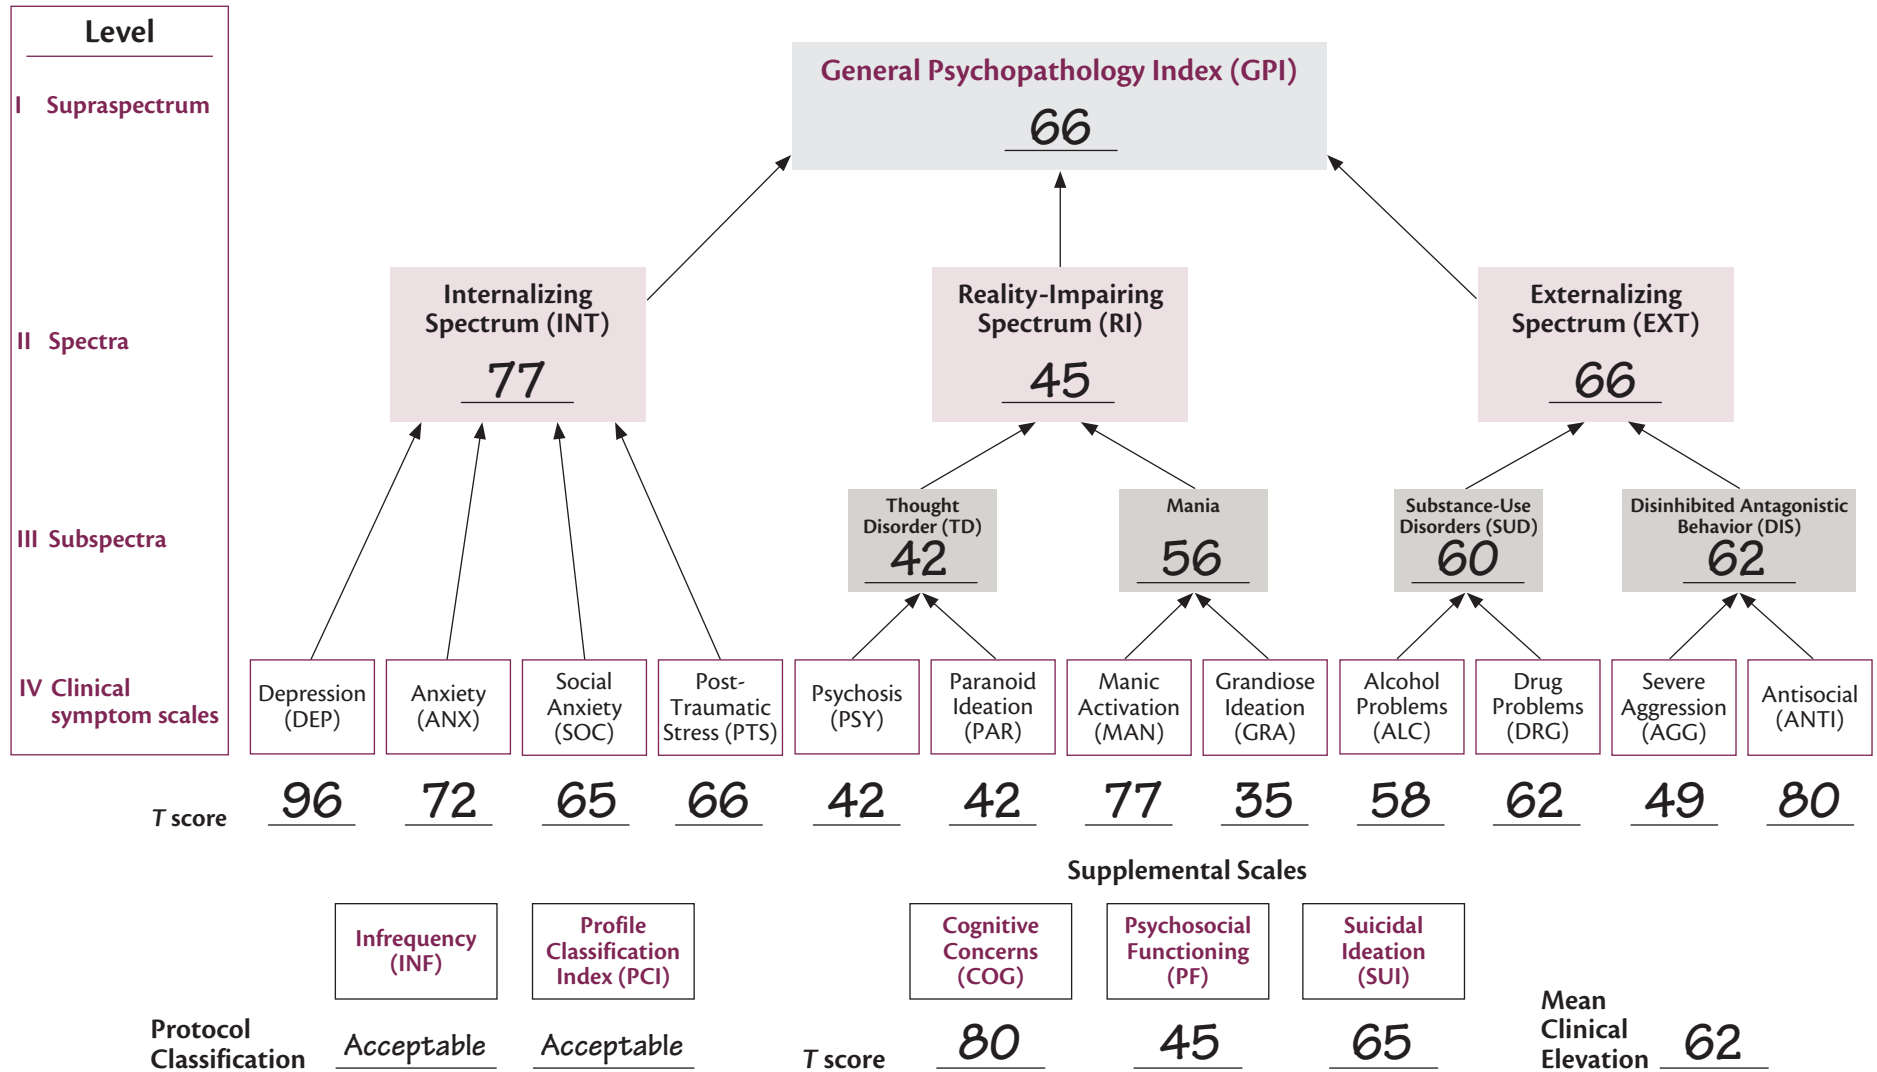 Level
I Supraspectrum
General Psychopathology Index (GPI)
66
II Spectra
Internalizing
Spectrum (INT)
77
Reality-Impairing
Spectrum (RI)
45
Externalizing
Spectrum (EXT)
66
III Subspectra
Thought
Disorder (TD)
42
Mania
56
Substance-Use
Disorders (SUD)
60
Disinhibited Antagonistic
Behavior (DIS)
62
IV Clinical
symptom scales
Depression
(DEP)
Anxiety
(ANX)
Social
Anxiety
(SOC)
Post-
Traumatic
Stress (PTS)
Psychosis
(PSY)
Paranoid
Ideation
(PAR)
Manic
Activation
(MAN)
Grandiose
Ideation
(GRA)
Alcohol
Problems
(ALC)
Drug
Problems
(DRG)
Severe
Aggression
(AGG)
Antisocial
(ANTI)
T score 96 72 65 66 42 42 77 35 58 62 49 80
Supplemental Scales
Infrequency
(INF)
Profile
Classification
Index (PCI)
Cognitive
Concerns
(COG)
Psychosocial
Functioning
(PF)
Suicidal
Ideation
(SUI)
Protocol
Classification
Acceptable
Acceptable
T score 80 45 65
Mean
Clinical
Elevation 62